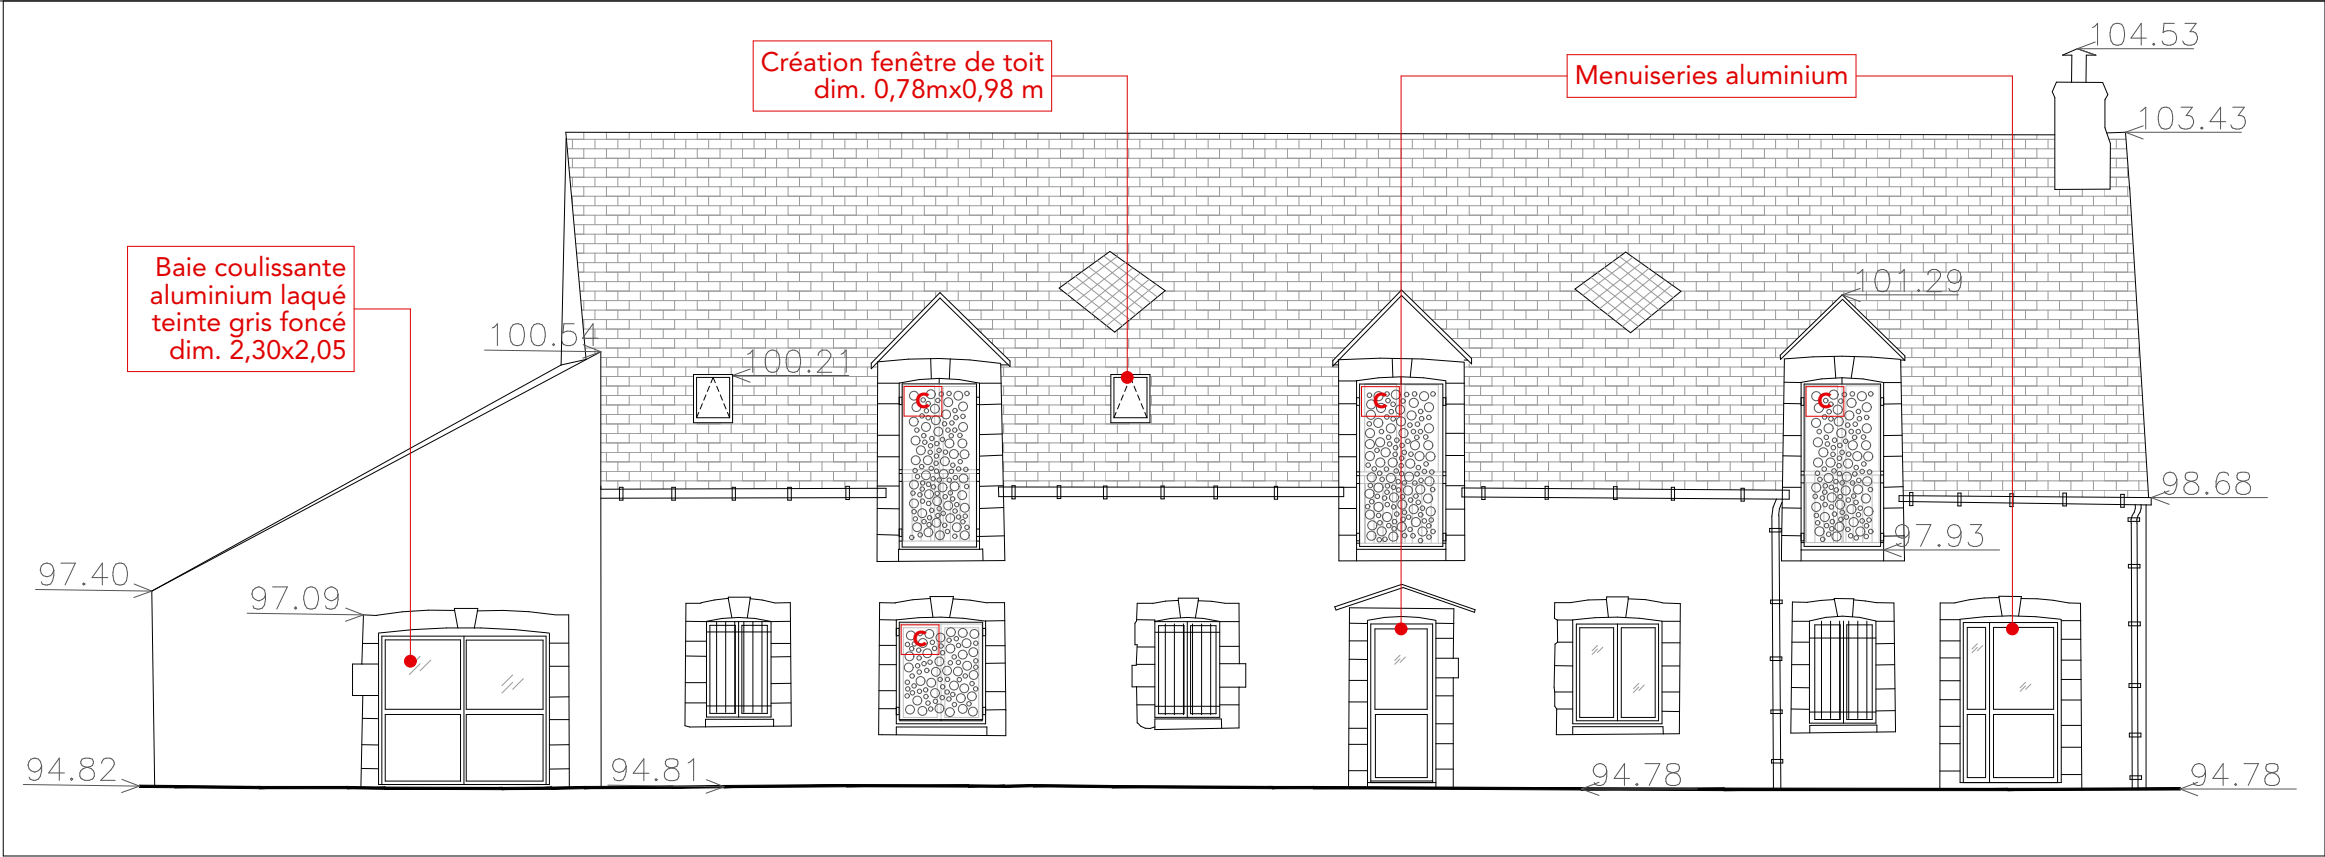 104.53
Création fenêtre de toit
dim. 0,78mx0,98 m
Menuiseries aluminium
103.43
Baie coulissante
aluminium laqué
teinte gris foncé
dim. 2,30x2,05
101.29
100.54
100.21
C
C
C
98.68
97.93
97.40
97.09
C
94.82
94.81
94.78
94.78